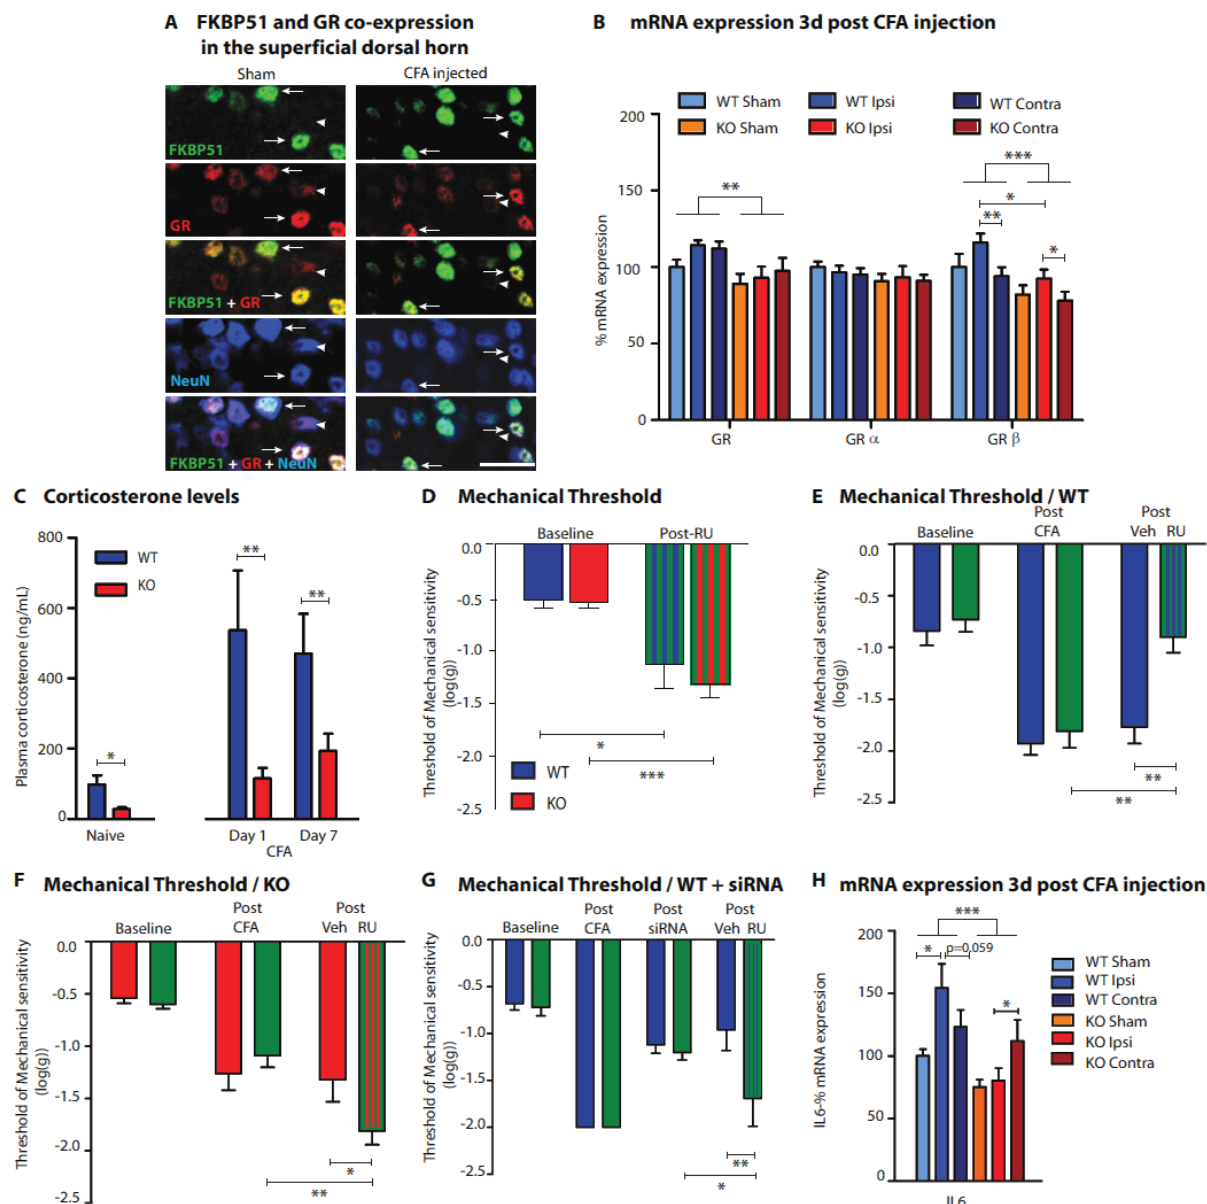 A FKBP51 and GR co-expression
in the superficial dorsal horn
Sham
CFA injected
FKBP51
GR
FKBP51 + GR
NeuN
FKBP51 + GR + NeuN
B mRNA expression 3d post CFA injection
WT Sham
WT Ipsi
WT Contra
KO Sham
KO Ipsi
KO Contra
% mRNA expression
200
150
100
50
0
**
***
*
**
*
GR
GR α
GR β
C Corticosterone levels
Plasma corticosterone (ng/mL)
800
600
400
200
0
WT
KO
*
**
**
Naive
Day 1
Day 7
CFA
D Mechanical Threshold
Baseline
Post-RU
Threshold of Mechanical sensitivity
(log(g))
0.0
-0.5
-1.0
-1.5
-2.0
-2.5
*
***
WT
KO
E Mechanical Threshold / WT
Baseline
Post
CFA
Post
Veh RU
Threshold of Mechanical sensitivity
(log(g))
0.0
-0.5
-1.0
-1.5
-2.0
-2.5
**
**
F Mechanical Threshold / KO
Baseline
Post
CFA
Post
Veh RU
Threshold of Mechanical sensitivity
(log(g))
0.0
-0.5
-1.0
-1.5
-2.0
-2.5
*
**
G Mechanical Threshold / WT + siRNA
Baseline
Post
CFA
Post
siRNA
Post
Veh RU
Threshold of Mechanical sensitivity
(log(g))
0.0
-0.5
-1.0
-1.5
-2.0
-2.5
**
*
H mRNA expression 3d post CFA injection
IL6-% mRNA expression
200
150
100
50
0
***
*
p=0,059
*
WT Sham
WT Ipsi
WT Contra
KO Sham
KO Ipsi
KO Contra
IL6